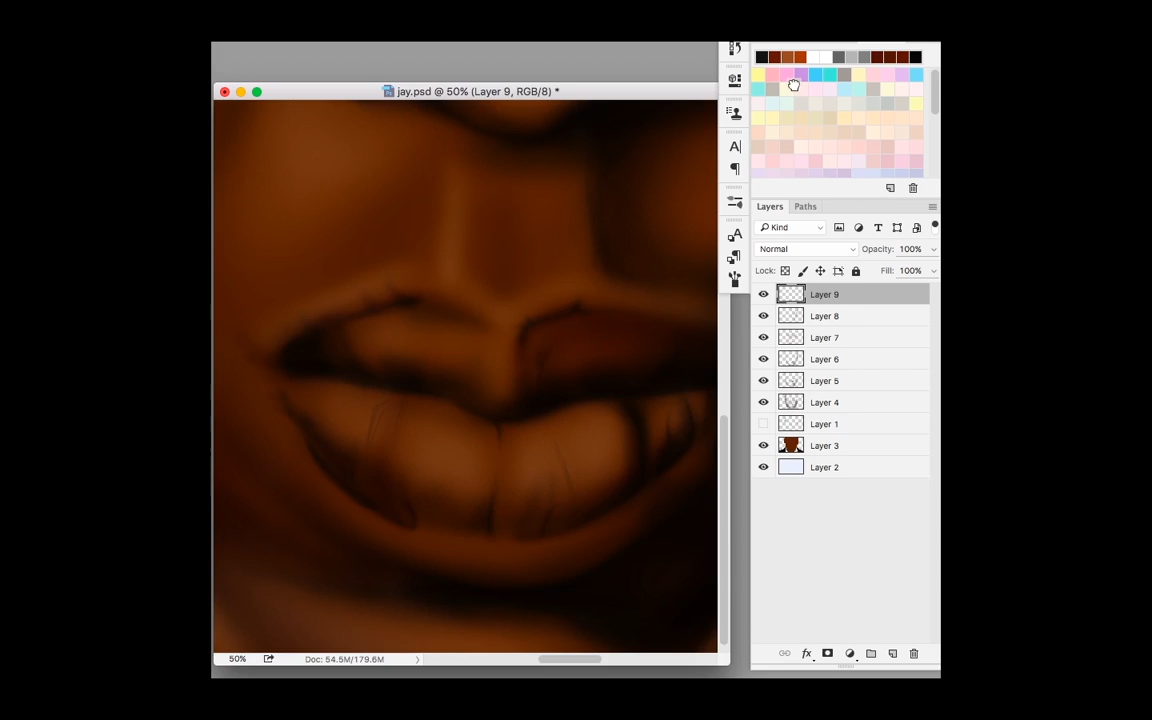 jay.psd @ 50% (Layer 9, RGB/8) *
Layers Paths
Kind
Normal Opacity: 100%
Lock: Fill: 100%
Layer 9
Layer 8
Layer 7
Layer 6
Layer 5
Layer 4
Layer 1
Layer 3
Layer 2
50% Doc: 54.5M/179.6M
fx